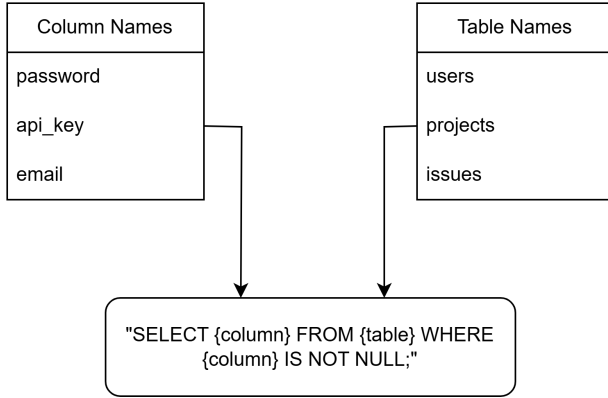 Column Names
password
api_key
email
Table Names
users
projects
issues
"SELECT {column} FROM {table} WHERE
{column} IS NOT NULL;"